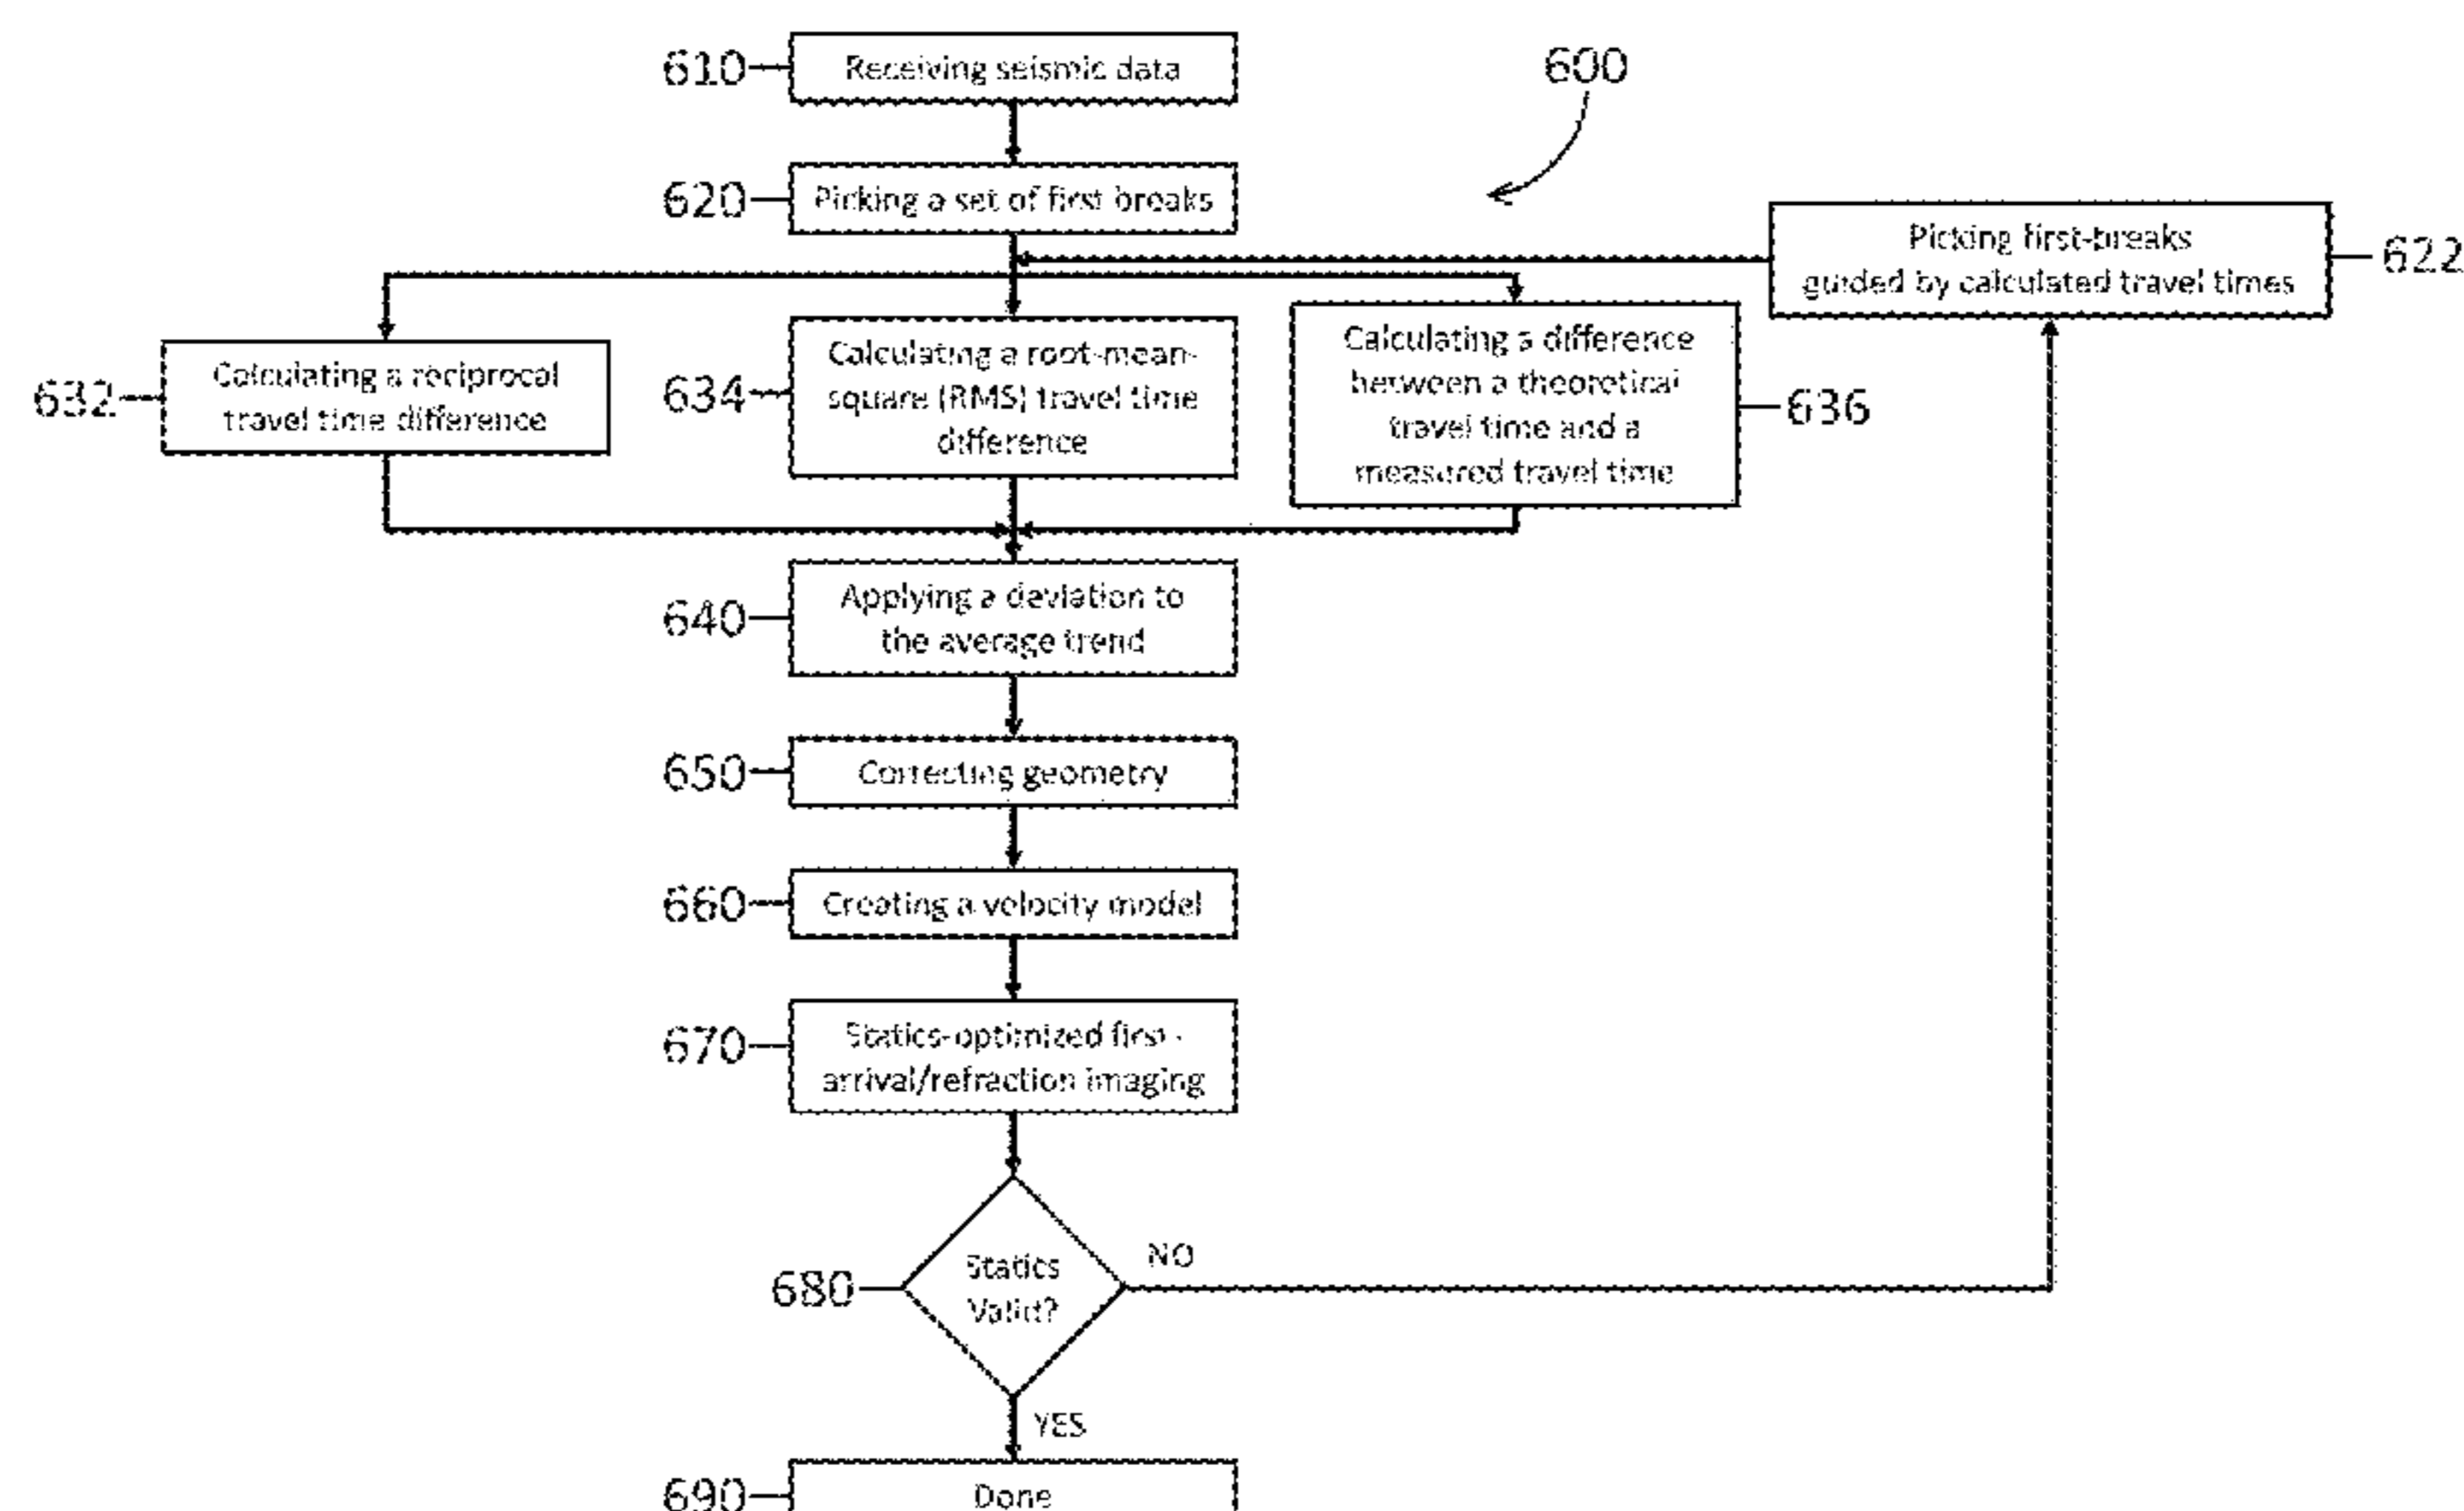 610
Receiving seismic data
600
620
Picking a set of first breaks
Picking first-breaks
guided by calculated travel times
622
632
Calculating a reciprocal
travel time difference
634
Calculating a root-mean-
square (RMS) travel time
difference
Calculating a difference
between a theoretical
travel time and a
measured travel time
636
640
Applying a deviation to
the average trend
650
Correcting geometry
660
Creating a velocity model
670
Statics-optimized first-
arrival/refraction imaging
680
Statics
Valid?
NO
YES
690
Done